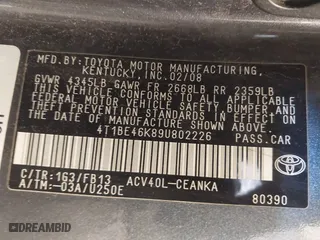 MFD.BY:TOYOTA MOTOR MANUFACTURING,
KENTUCKY,INC.02/08
GVWR 4345LB GAWR FR 2668LB RR 2359LB
THIS VEHICLE CONFORMS TO ALL APPLICABLE
FEDERAL MOTOR VEHICLE SAFETY BUMPER AND
THEFT PREVENTION STANDARDS IN EFFECT ON
THE DATE OF MANUFACTURE SHOWN ABOVE.
4T1BE46K89U802226 PASS.CAR
C/TR:163/FB13 ACV40L-CEANKA
A/TM:-03A/U250E
80390